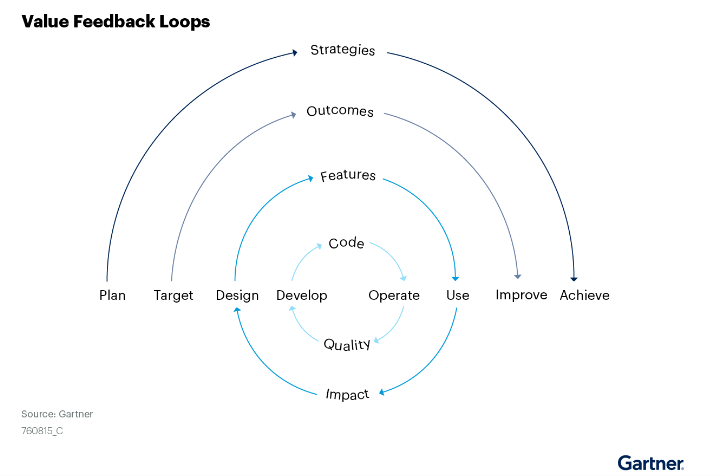 Value Feedback Loops
Strategies
Outcomes
Features
Code
Plan Target Design Develop Operate Use Improve Achieve
Quality
Impact
Source: Gartner
760815_C
Gartner